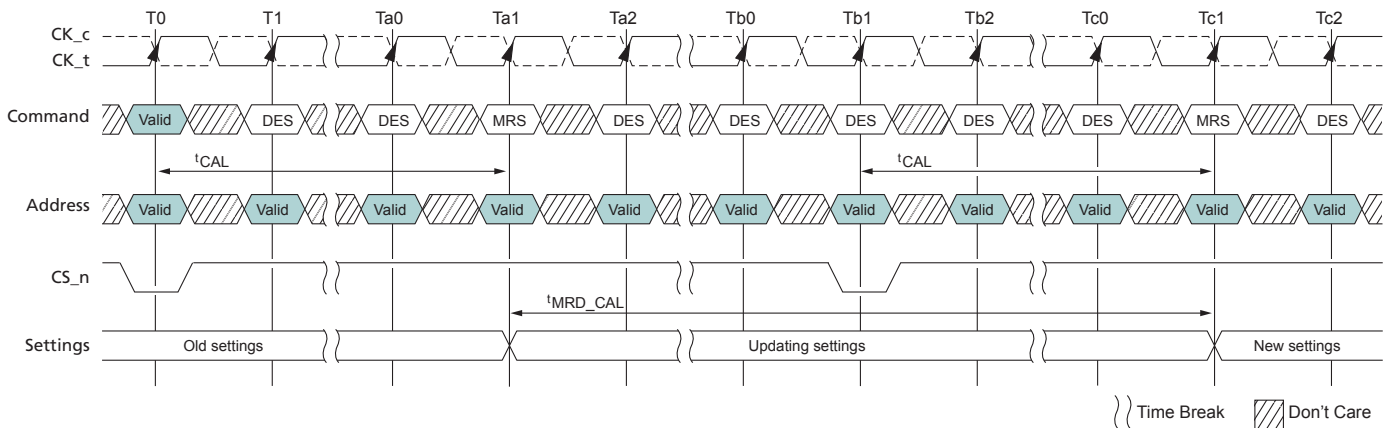 T0 T1 Ta0 Ta1 Ta2 Tb0 Tb1 Tb2 Tc0 Tc1 Tc2
CK_c
CK_t
Command Valid DES DES MRS DES DES DES DES DES MRS DES
tCAL tCAL
Address Valid Valid Valid Valid Valid Valid Valid Valid Valid Valid Valid
CS_n
tMRD_CAL
Settings Old settings Updating settings New settings
Time Break Don't Care